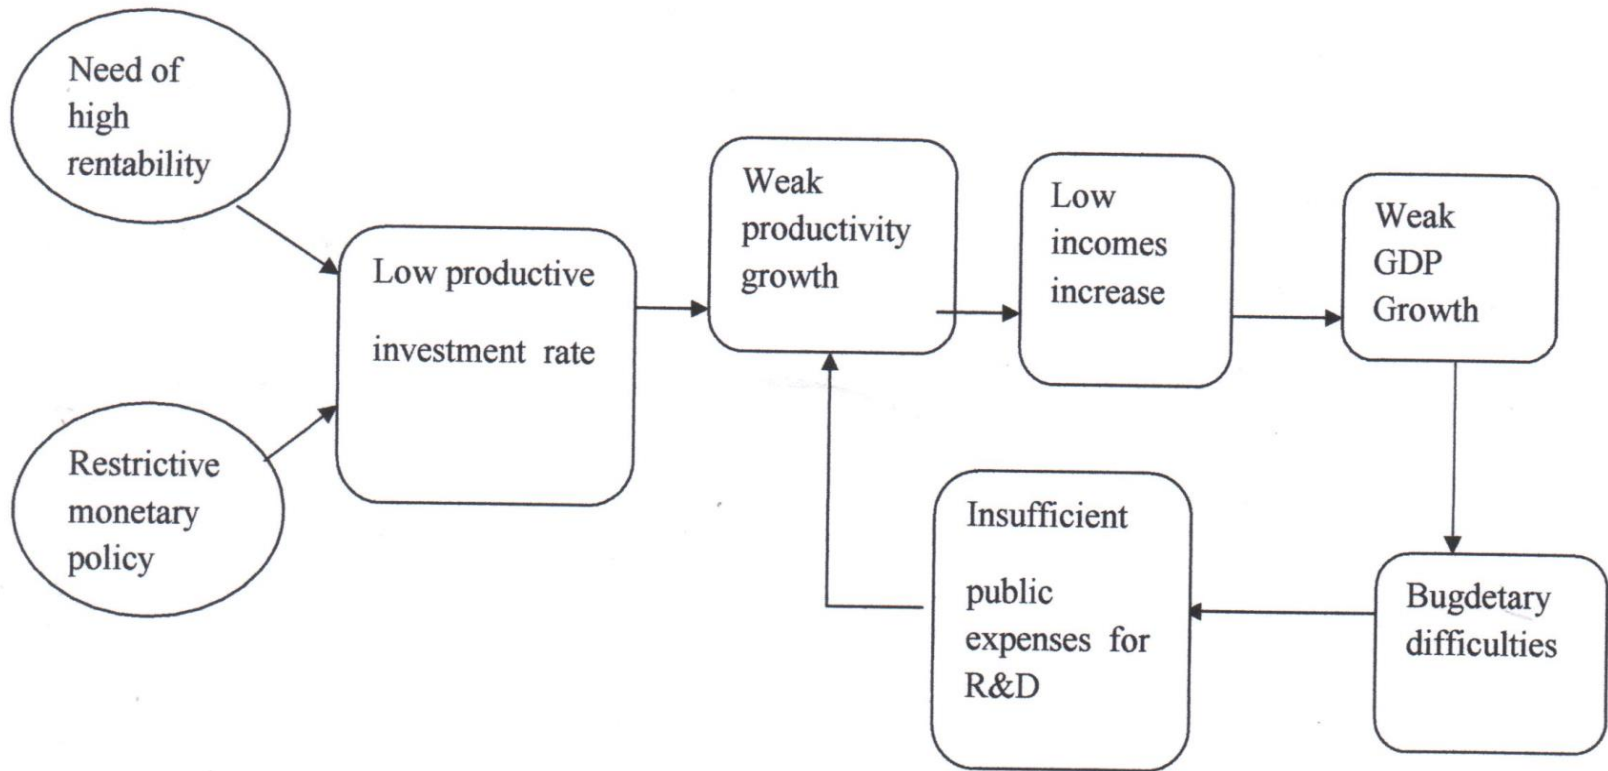 Need of
high
rentability
Restrictive
monetary
policy
Low productive
investment rate
Weak
productivity
growth
Low
incomes
increase
Weak
GDP
Growth
Bugdetary
difficulties
Insufficient
public
expenses for
R&D